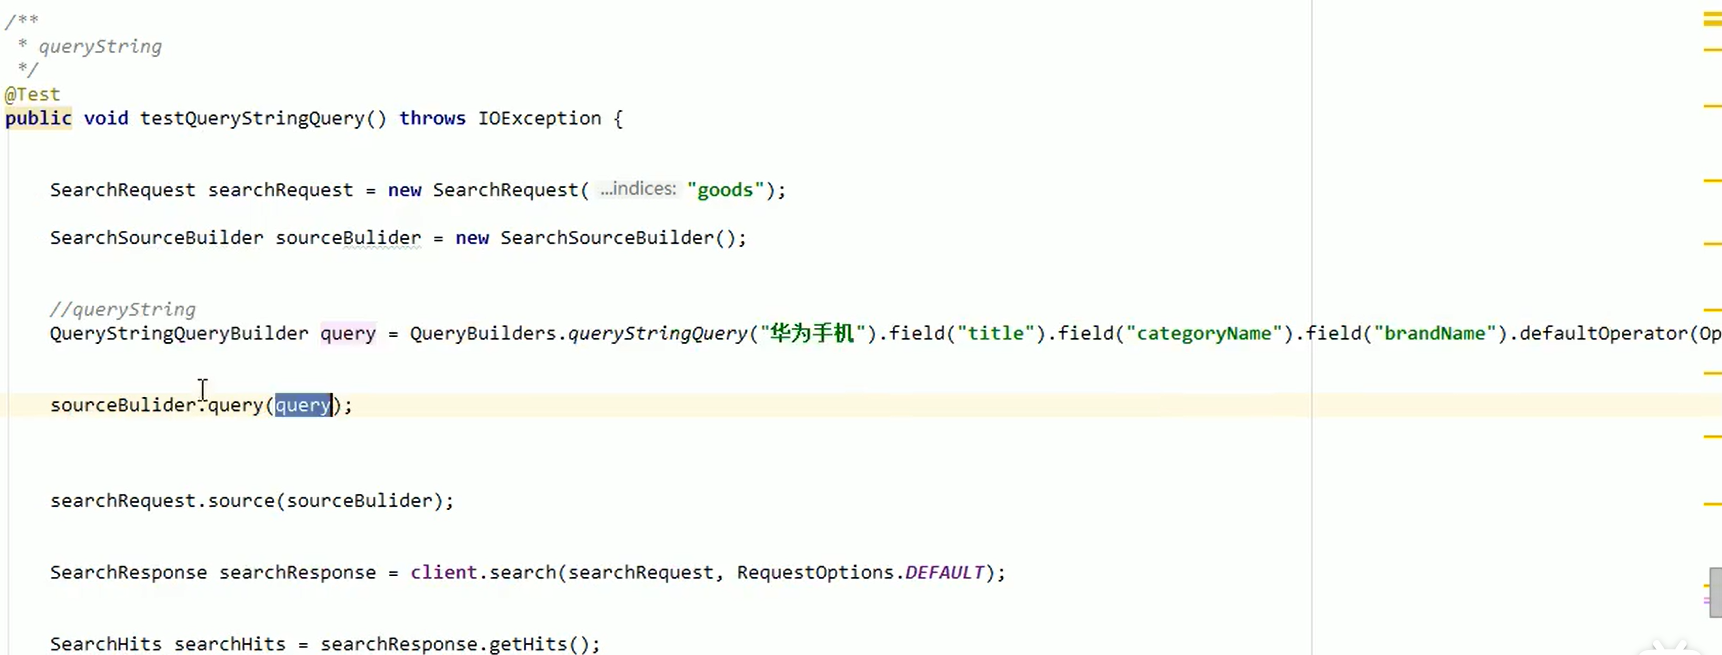 /**
* queryString
*/
@Test
public void testQueryStringQuery() throws IOException {
SearchRequest searchRequest = new SearchRequest( ...indices: "goods");
SearchSourceBuilder sourceBulider = new SearchSourceBuilder();
//queryString
QueryStringQueryBuilder query = QueryBuilders.queryStringQuery("华为手机").field("title").field("categoryName").field("brandName").defaultOperator(Op
sourceBulider.query(query);
searchRequest.source(sourceBulider);
SearchResponse searchResponse = client.search(searchRequest, RequestOptions.DEFAULT);
SearchHits searchHits = searchResponse.getHits();